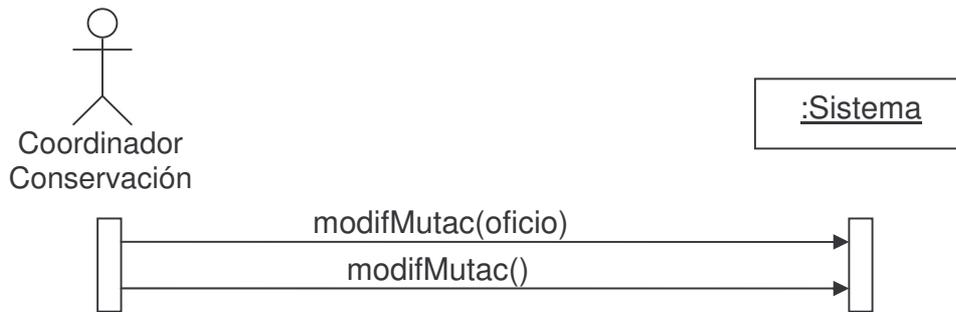 :Sistema
Coordinador
Conservación
modifMutac(oficio)
modifMutac()